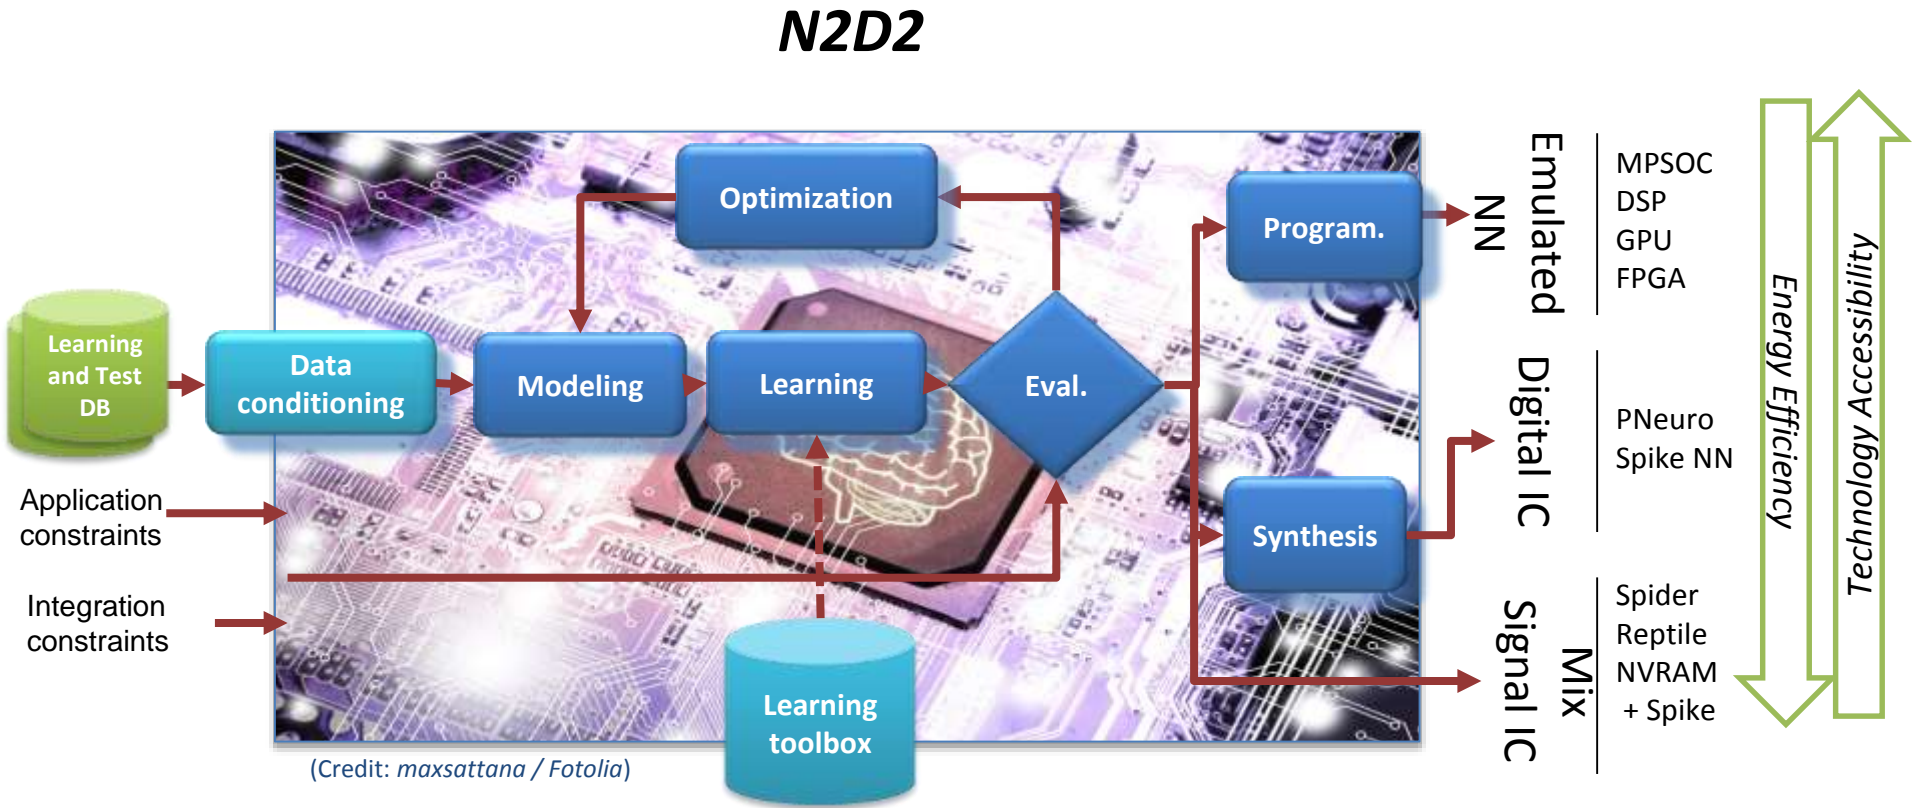 N2D2
Optimization
Program.
Learning
and Test
DB
Data
conditioning
Modeling
Learning
Eval.
Synthesis
Application
constraints
Integration
constraints
Learning
toolbox
(Credit: maxsattana / Fotolia)
Emulated
NN
MPSOC
DSP
GPU
FPGA
Digital IC
PNeuro
Spike NN
Mix
Signal IC
Spider
Reptile
NVRAM
+ Spike
Energy Efficiency
Technology Accessibility